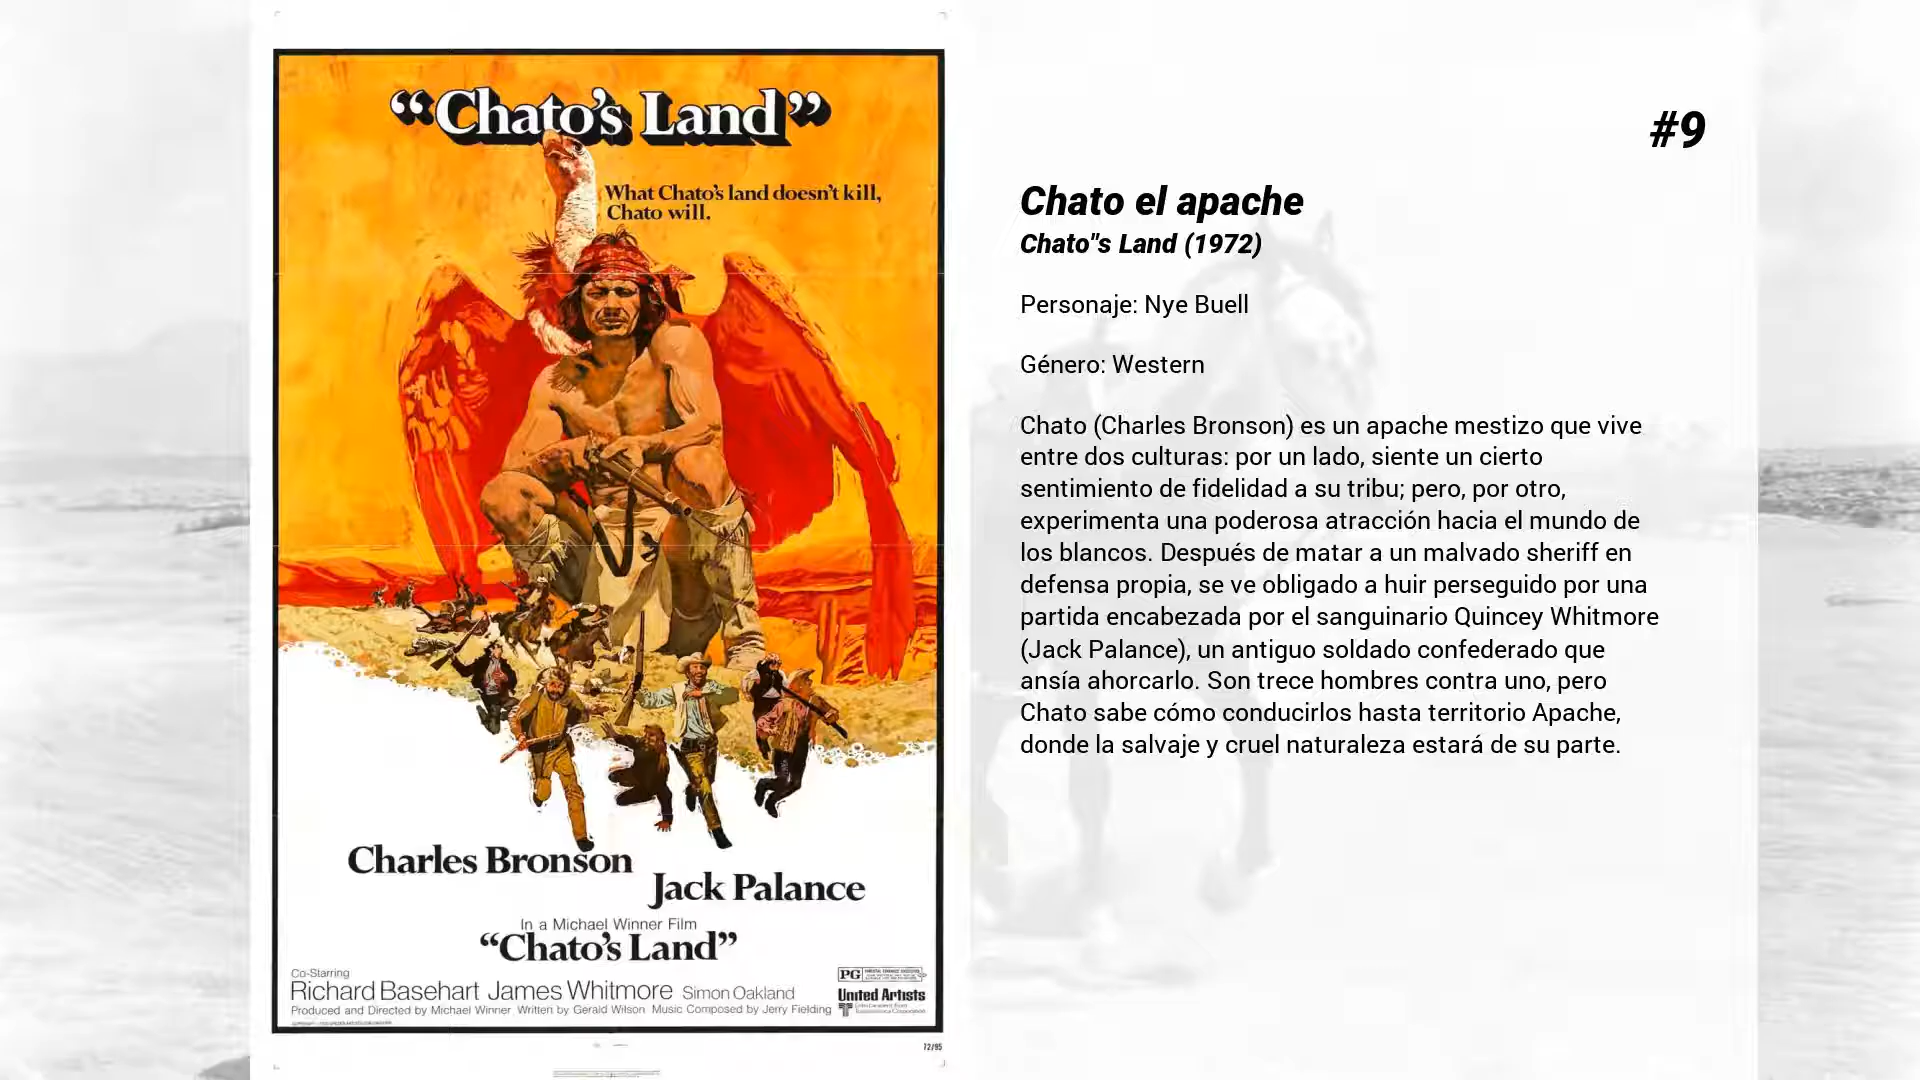 “Chato’s Land”
What Chato’s land doesn’t kill,
Chato will.
Charles Bronson
Jack Palance
In a Michael Winner Film
“Chato’s Land”
Co-Starring
Richard Basehart James Whitmore Simon Oakland
Produced and Directed by Michael Winner Written by Gerald Wilson Music Composed by Jerry Fielding
PG
United Artists
72/95
#9
Chato el apache
Chato"s Land (1972)
Personaje: Nye Buell
Género: Western
Chato (Charles Bronson) es un apache mestizo que vive
entre dos culturas: por un lado, siente un cierto
sentimiento de fidelidad a su tribu; pero, por otro,
experimenta una poderosa atracción hacia el mundo de
los blancos. Después de matar a un malvado sheriff en
defensa propia, se ve obligado a huir perseguido por una
partida encabezada por el sanguinario Quincey Whitmore
(Jack Palance), un antiguo soldado confederado que
ansía ahorcarlo. Son trece hombres contra uno, pero
Chato sabe cómo conducirlos hasta territorio Apache,
donde la salvaje y cruel naturaleza estará de su parte.